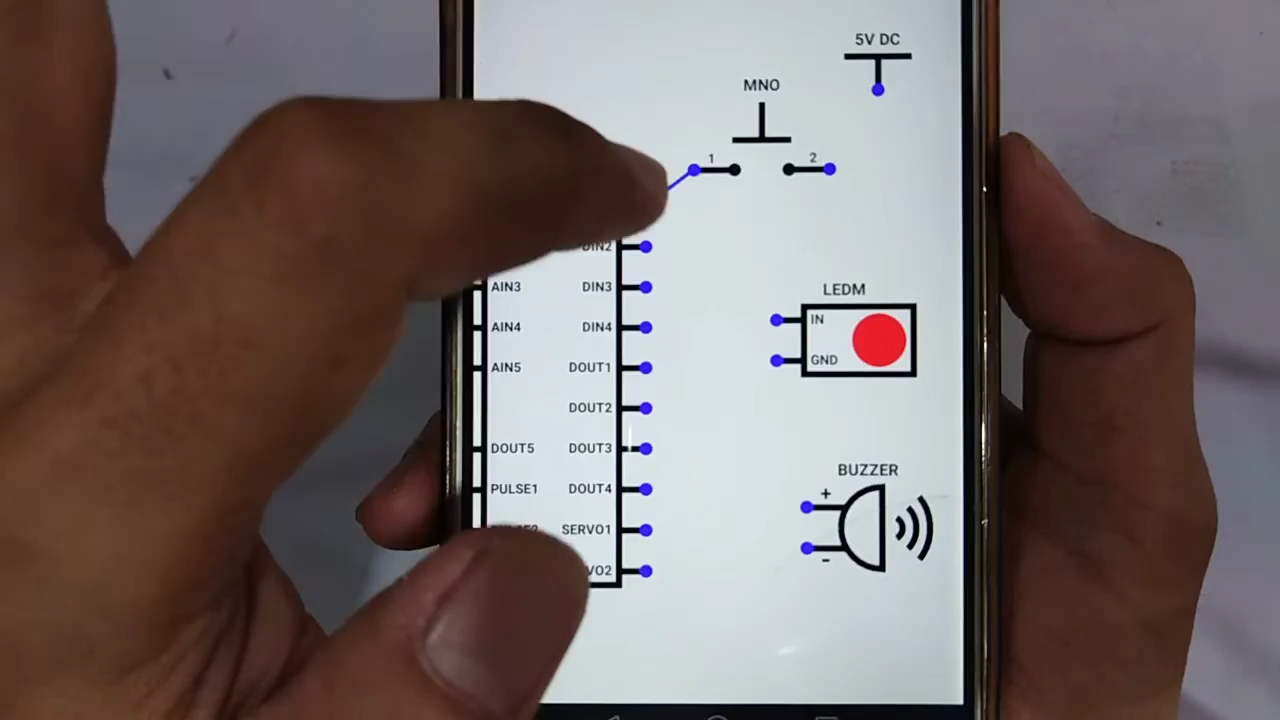 5V DC
MNO
1
2
DIN2
AIN3
DIN3
AIN4
DIN4
AIN5
DOUT1
DOUT2
DOUT5
DOUT3
PULSE1
DOUT4
SERVO1
VO2
LEDM
IN
GND
BUZZER
+
-